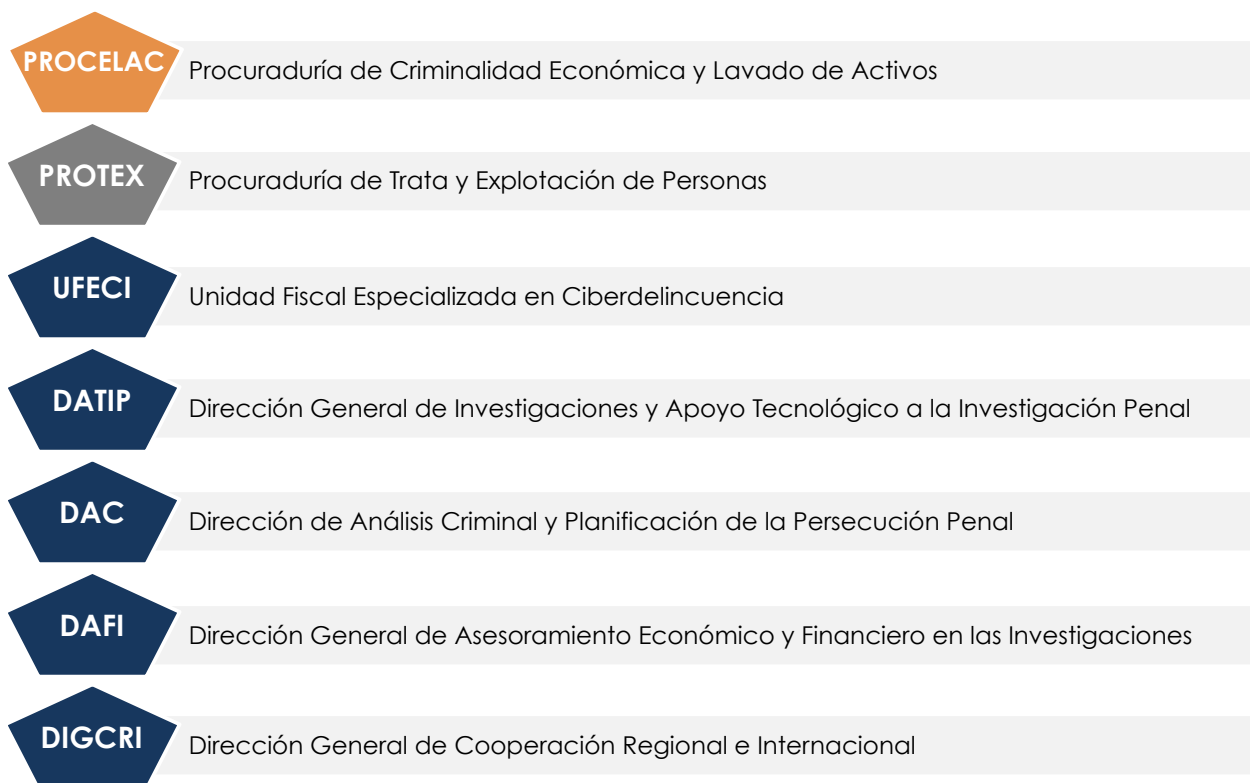 PROCELAC Procuraduría de Criminalidad Económica y Lavado de Activos
PROTEX Procuraduría de Trata y Explotación de Personas
UFECI Unidad Fiscal Especializada en Ciberdelincuencia
DATIP Dirección General de Investigaciones y Apoyo Tecnológico a la Investigación Penal
DAC Dirección de Análisis Criminal y Planificación de la Persecución Penal
DAFI Dirección General de Asesoramiento Económico y Financiero en las Investigaciones
DIGCRI Dirección General de Cooperación Regional e Internacional